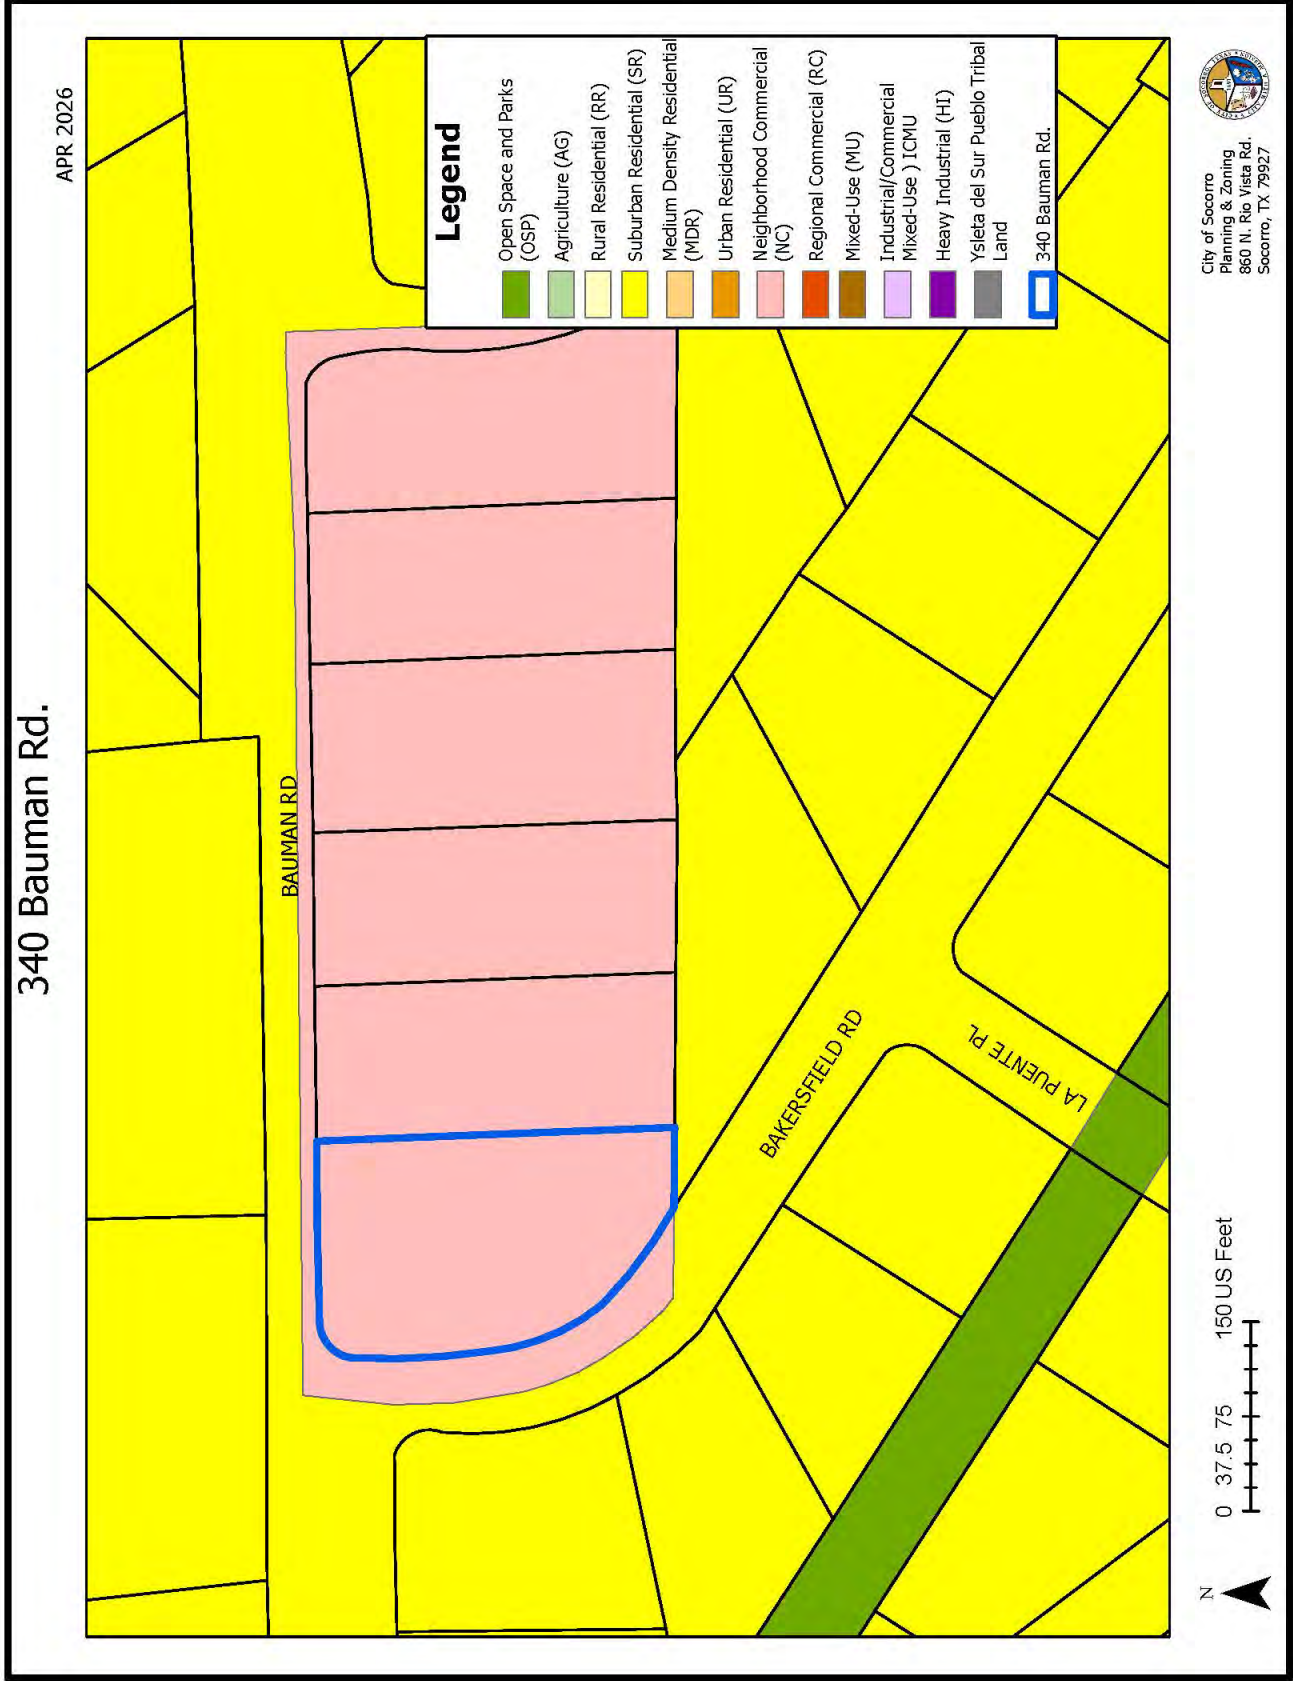 340 Bauman Rd.
APR 2026
BAUMAN RD
BAKERSFIELD RD
LA PUENTE PL
Legend
Open Space and Parks
(OSP)
Agriculture (AG)
Rural Residential (RR)
Suburban Residential (SR)
Medium Density Residential
(MDR)
Urban Residential (UR)
Neighborhood Commercial
(NC)
Regional Commercial (RC)
Mixed-Use (MU)
Industrial/Commercial
Mixed-Use ) ICMU
Heavy Industrial (HI)
Ysleta del Sur Pueblo Tribal
Land
340 Bauman Rd.
N
0 37.5 75 150 US Feet
City of Socorro
Planning & Zoning
860 N. Rio Vista Rd.
Socorro, TX 79927